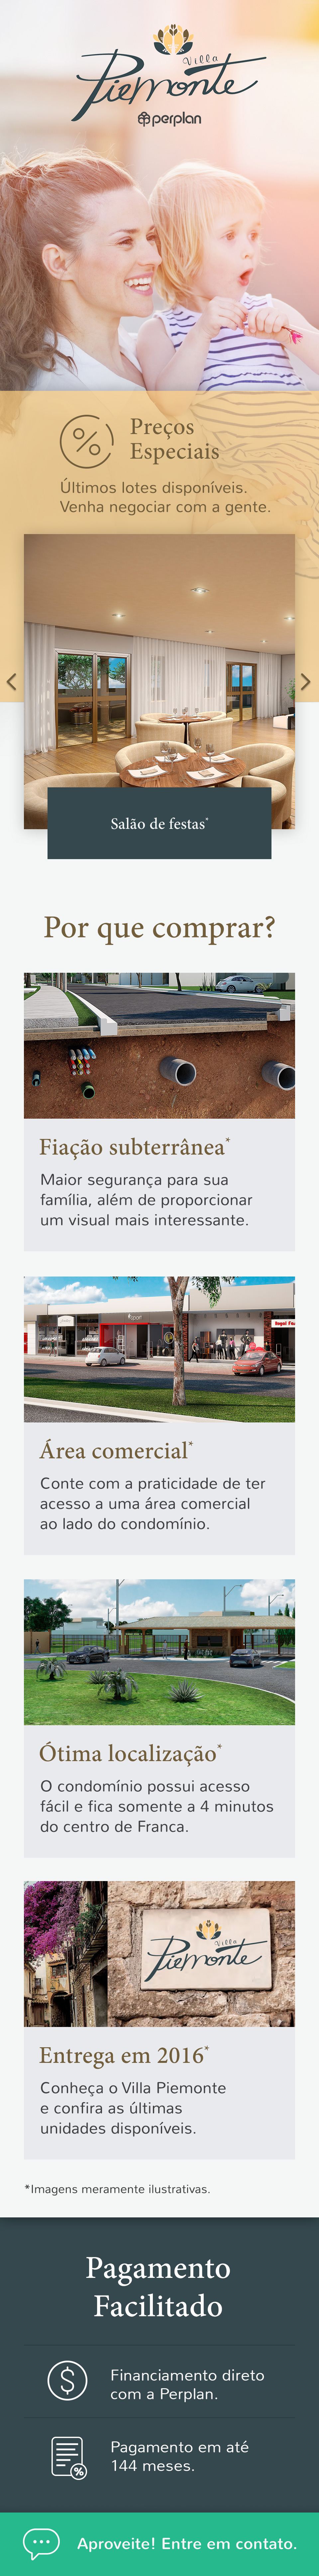 Villa
Piemonte
perplan
Preços
Especiais
Últimos lotes disponíveis.
Venha negociar com a gente.
Salão de festas*
Por que comprar?
Fiação subterrânea*
Maior segurança para sua
família, além de proporcionar
um visual mais interessante.
Área comercial*
Conte com a praticidade de ter
acesso a uma área comercial
ao lado do condomínio.
Ótima localização*
O condomínio possui acesso
fácil e fica somente a 4 minutos
do centro de Franca.
Villa
Piemonte
Entrega em 2016*
Conheça o Villa Piemonte
e confira as últimas
unidades disponíveis.
*Imagens meramente ilustrativas.
Pagamento
Facilitado
Financiamento direto
com a Perplan.
Pagamento em até
144 meses.
Aproveite! Entre em contato.